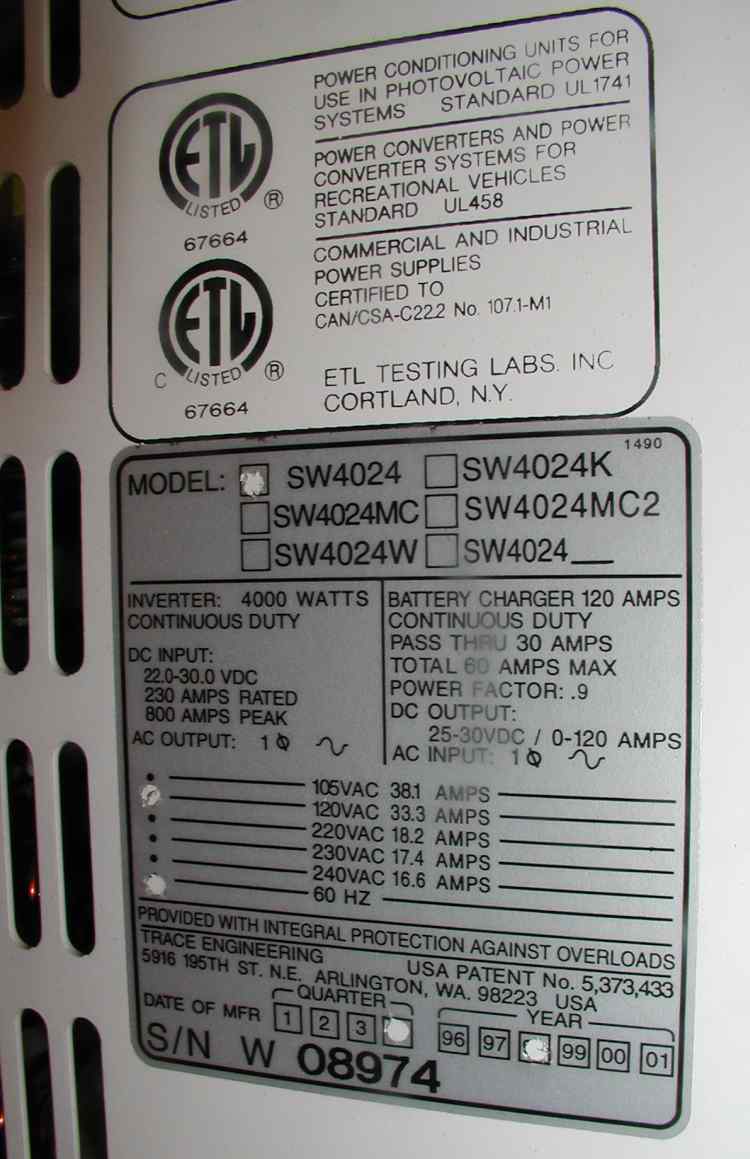 POWER CONDITIONING UNITS FOR
USE IN PHOTOVOLTAIC POWER
SYSTEMS STANDARD UL1741
ETL
LISTED ®
67664
POWER CONVERTERS AND POWER
CONVERTER SYSTEMS FOR
RECREATIONAL VEHICLES
STANDARD UL458
COMMERCIAL AND INDUSTRIAL
POWER SUPPLIES
CERTIFIED TO
CAN/CSA-C22.2 No. 107.1-M1
ETL
C LISTED ®
67664
ETL TESTING LABS. INC
CORTLAND, N.Y.
1490
MODEL: SW4024 SW4024K
SW4024MC SW4024MC2
SW4024W SW4024__
INVERTER: 4000 WATTS
CONTINUOUS DUTY
DC INPUT:
22.0-30.0 VDC
230 AMPS RATED
800 AMPS PEAK
AC OUTPUT: 1 ϕ ∿
BATTERY CHARGER 120 AMPS
CONTINUOUS DUTY
PASS THRU 30 AMPS
TOTAL 60 AMPS MAX
POWER FACTOR: .9
DC OUTPUT:
25-30VDC / 0-120 AMPS
AC INPUT: 1 ϕ ∿
105VAC 38.1 AMPS
120VAC 33.3 AMPS
220VAC 18.2 AMPS
230VAC 17.4 AMPS
240VAC 16.6 AMPS
60 HZ
PROVIDED WITH INTEGRAL PROTECTION AGAINST OVERLOADS
TRACE ENGINEERING USA PATENT No. 5,373,433
5916 195TH ST. N.E. ARLINGTON, WA. 98223 USA
QUARTER YEAR
DATE OF MFR 1 2 3 96 97 99 00 01
S/N W 08974